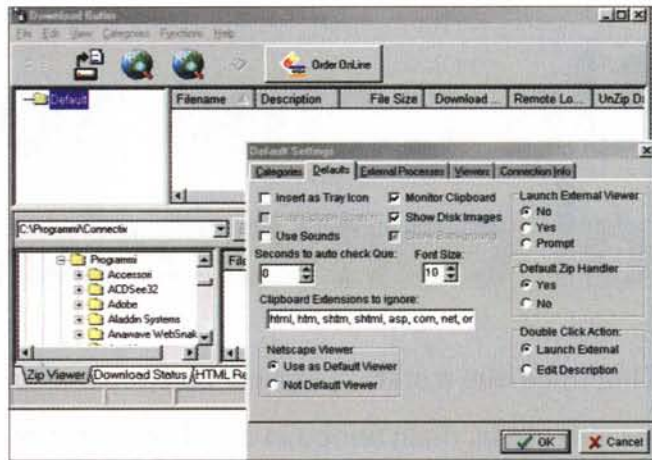 Download Butler
File Edit View Categories Functions Help
Order OnLine
Default
Filename Description File Size Download ... Remote Lo... UnZip Di
Default Settings
Categories Defaults External Processes Viewers Connection Info
Insert as Tray Icon
Monitor Clipboard
Show Disk Images
Use Sounds
Show Background
Seconds to auto check Que:
0
Font Size:
10
Clipboard Extensions to ignore:
html, htm, shtm, shtml, asp, com, net, or
Netscape Viewer
Use as Default Viewer
Not Default Viewer
Launch External Viewer
No
Yes
Prompt
Default Zip Handler
Yes
No
Double Click Action:
Launch External
Edit Description
OK Cancel
C:\Programmi\Connectix
Programmi
Accessori
ACDSee32
Adobe
Aladdin Systems
Anawave WebSnak
File
Zip Viewer Download Status HTML Re